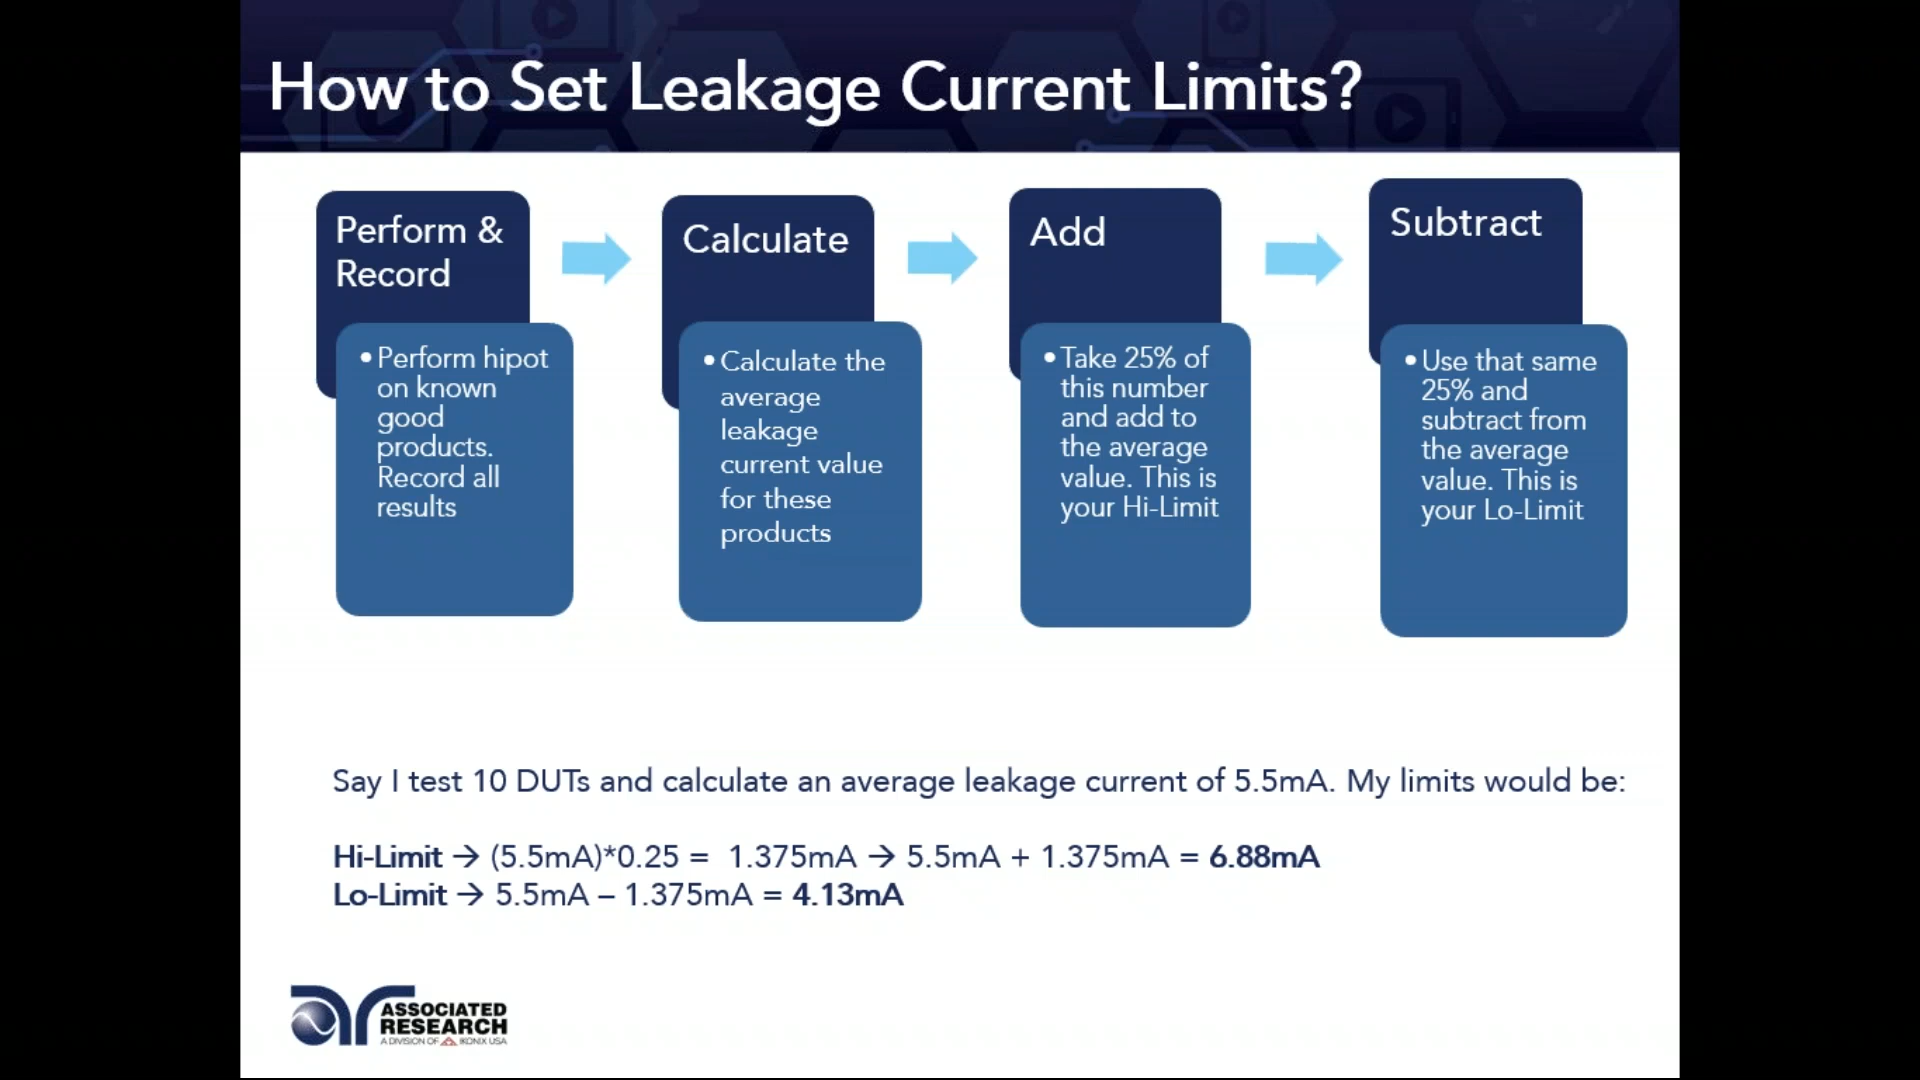 How to Set Leakage Current Limits?
Perform &
Record
• Perform hipot
on known
good
products.
Record all
results
Calculate
• Calculate the
average
leakage
current value
for these
products
Add
• Take 25% of
this number
and add to
the average
value. This is
your Hi-Limit
Subtract
• Use that same
25% and
subtract from
the average
value. This is
your Lo-Limit
Say I test 10 DUTs and calculate an average leakage current of 5.5mA. My limits would be:
Hi-Limit → (5.5mA)*0.25 = 1.375mA → 5.5mA + 1.375mA = 6.88mA
Lo-Limit → 5.5mA – 1.375mA = 4.13mA
ASSOCIATED
RESEARCH
A DIVISION OF IKONIX USA